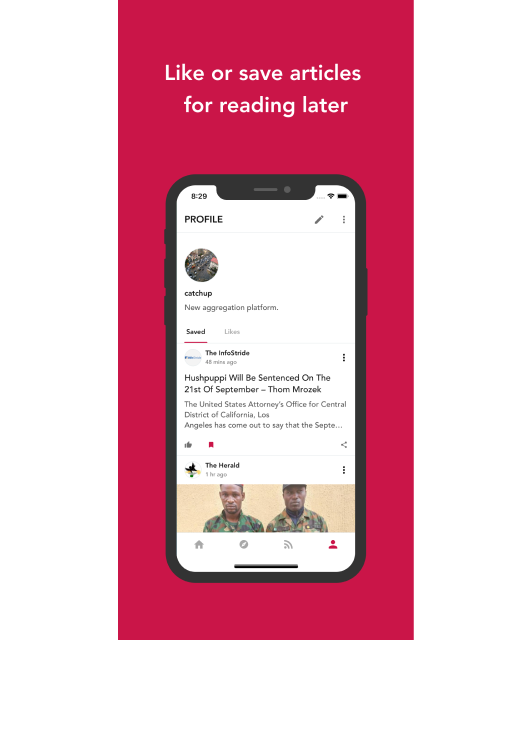 Like or save articles
for reading later
8:29
PROFILE
catchup
New aggregation platform.
Saved Likes
The InfoStride
48 mins ago
Hushpuppi Will Be Sentenced On The
21st Of September – Thom Mrozek
The United States Attorney's Office for Central
District of California, Los
Angeles has come out to say that the Septe...
The Herald
1 hr ago